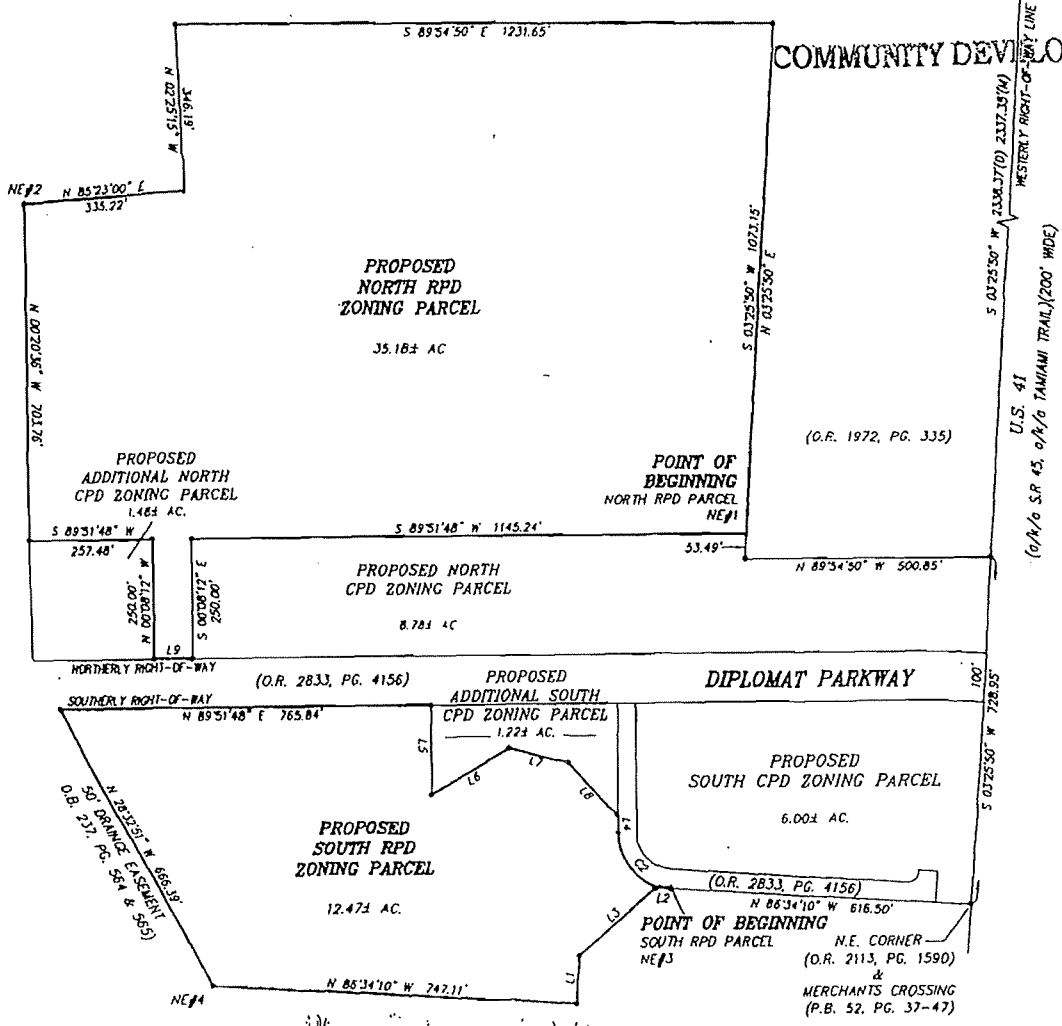 S 89°54'50" E 1231.65'
COMMUNITY DEVELO
WESTERLY RIGHT-OF-WAY LINE
N 02°25'15" W
346.19'
S 03°25'50" W 2338.37'(D) 2337.39'(M)
NE#2
N 85°23'00" E
335.22'
PROPOSED
NORTH RPD
ZONING PARCEL
35.18± AC
S 03°25'50" W 1073.15'
N 03°25'50" E
U.S. 41
(a/k/a S.R 45, a/k/a TAMIAMI TRAIL)(200' WIDE)
N 00°20'36" W 703.76'
(O.R. 1972, PG. 335)
PROPOSED
ADDITIONAL NORTH
CPD ZONING PARCEL
1.48± AC.
POINT OF
BEGINNING
NORTH RPD PARCEL
NE#1
S 89°51'48" W
257.48'
S 89°51'48" W 1145.24'
53.49'
N 89°54'50" W 500.85'
N 00°08'12" W
250.00'
S 00°08'12" E
250.00'
PROPOSED NORTH
CPD ZONING PARCEL
8.78± AC
L9
NORTHERLY RIGHT-OF-WAY
(O.R. 2833, PG. 4156)
DIPLOMAT PARKWAY
100'
SOUTHERLY RIGHT-OF-WAY
N 89°51'48" E 765.84'
PROPOSED
ADDITIONAL SOUTH
CPD ZONING PARCEL
1.22± AC.
S 03°25'50" W 728.95'
L5
L6
L7
L8
L4
C2
PROPOSED
SOUTH CPD ZONING PARCEL
6.00± AC.
N 28°32'51" W 666.39'
50' DRAINGE EASEMENT
O.B. 237, PG. 564 & 565)
PROPOSED
SOUTH RPD
ZONING PARCEL
12.47± AC.
(O.R. 2833, PG. 4156)
L2
N 86°34'10" W 616.50'
L3
POINT OF BEGINNING
SOUTH RPD PARCEL
NE#3
N.E. CORNER
(O.R. 2113, PG. 1590)
&
MERCHANTS CROSSING
(P.B. 52, PG. 37-47)
L1
N 86°34'10" W 747.11'
NE#4